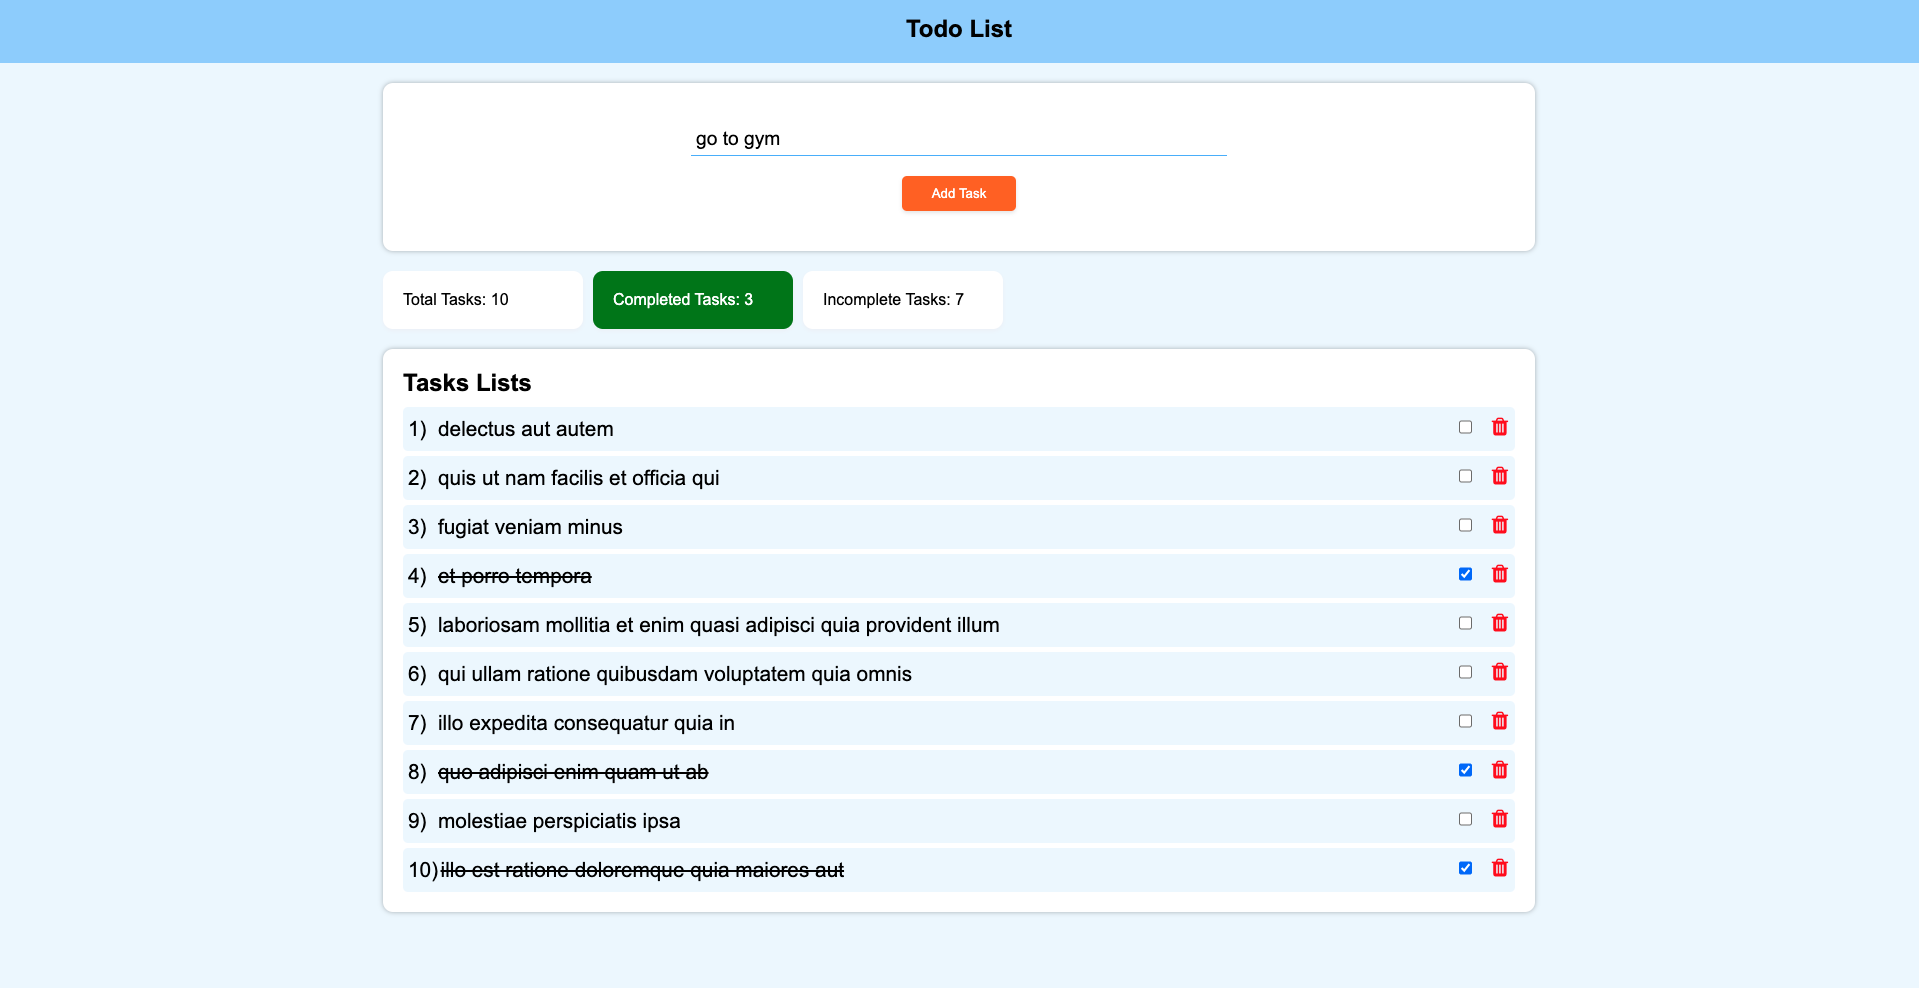 Todo List
go to gym
Add Task
Total Tasks: 10
Completed Tasks: 3
Incomplete Tasks: 7
Tasks Lists
1) delectus aut autem
2) quis ut nam facilis et officia qui
3) fugiat veniam minus
4) et porro tempora
5) laboriosam mollitia et enim quasi adipisci quia provident illum
6) qui ullam ratione quibusdam voluptatem quia omnis
7) illo expedita consequatur quia in
8) quo adipisci enim quam ut ab
9) molestiae perspiciatis ipsa
10) illo est ratione doloremque quia maiores aut